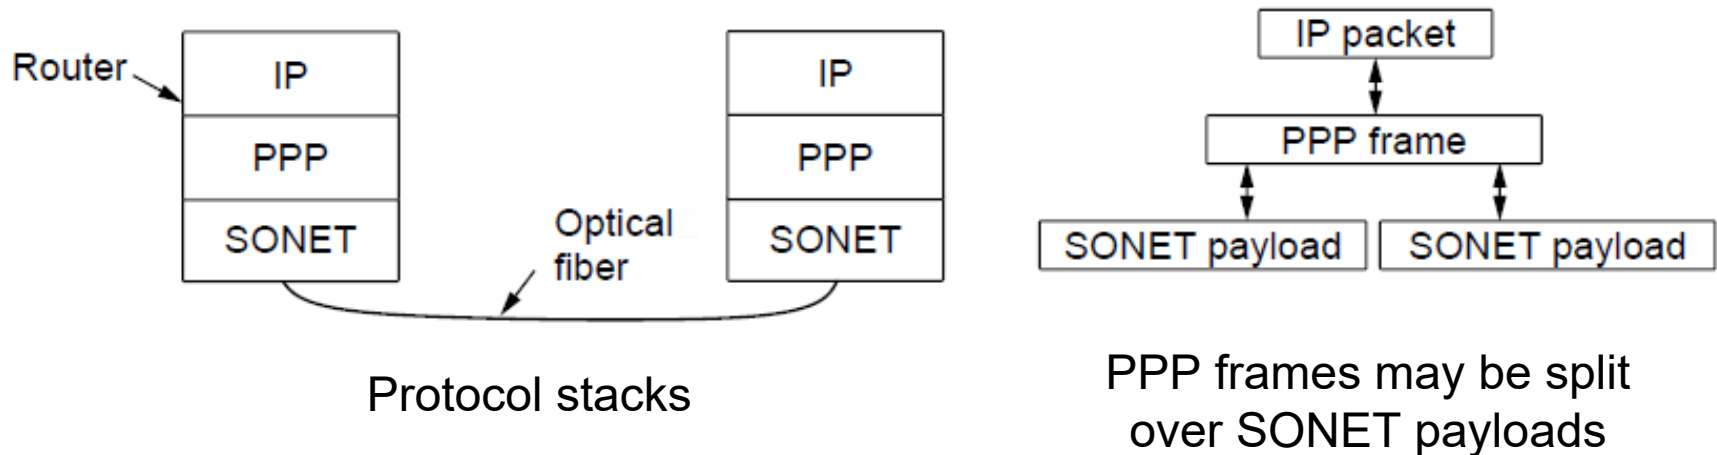 Router
IP
PPP
SONET
Optical
fiber
IP
PPP
SONET
Protocol stacks
IP packet
PPP frame
SONET payload
SONET payload
PPP frames may be split
over SONET payloads